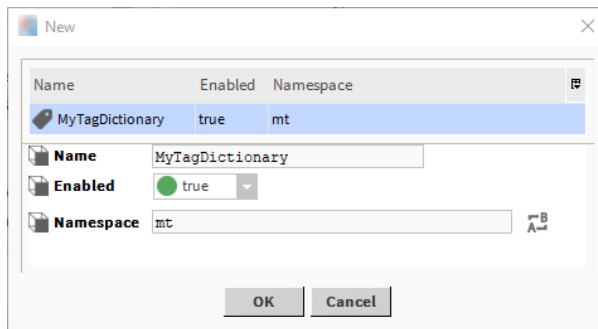 New
Name Enabled Namespace
MyTagDictionary true mt
Name MyTagDictionary
Enabled true
Namespace mt
OK Cancel